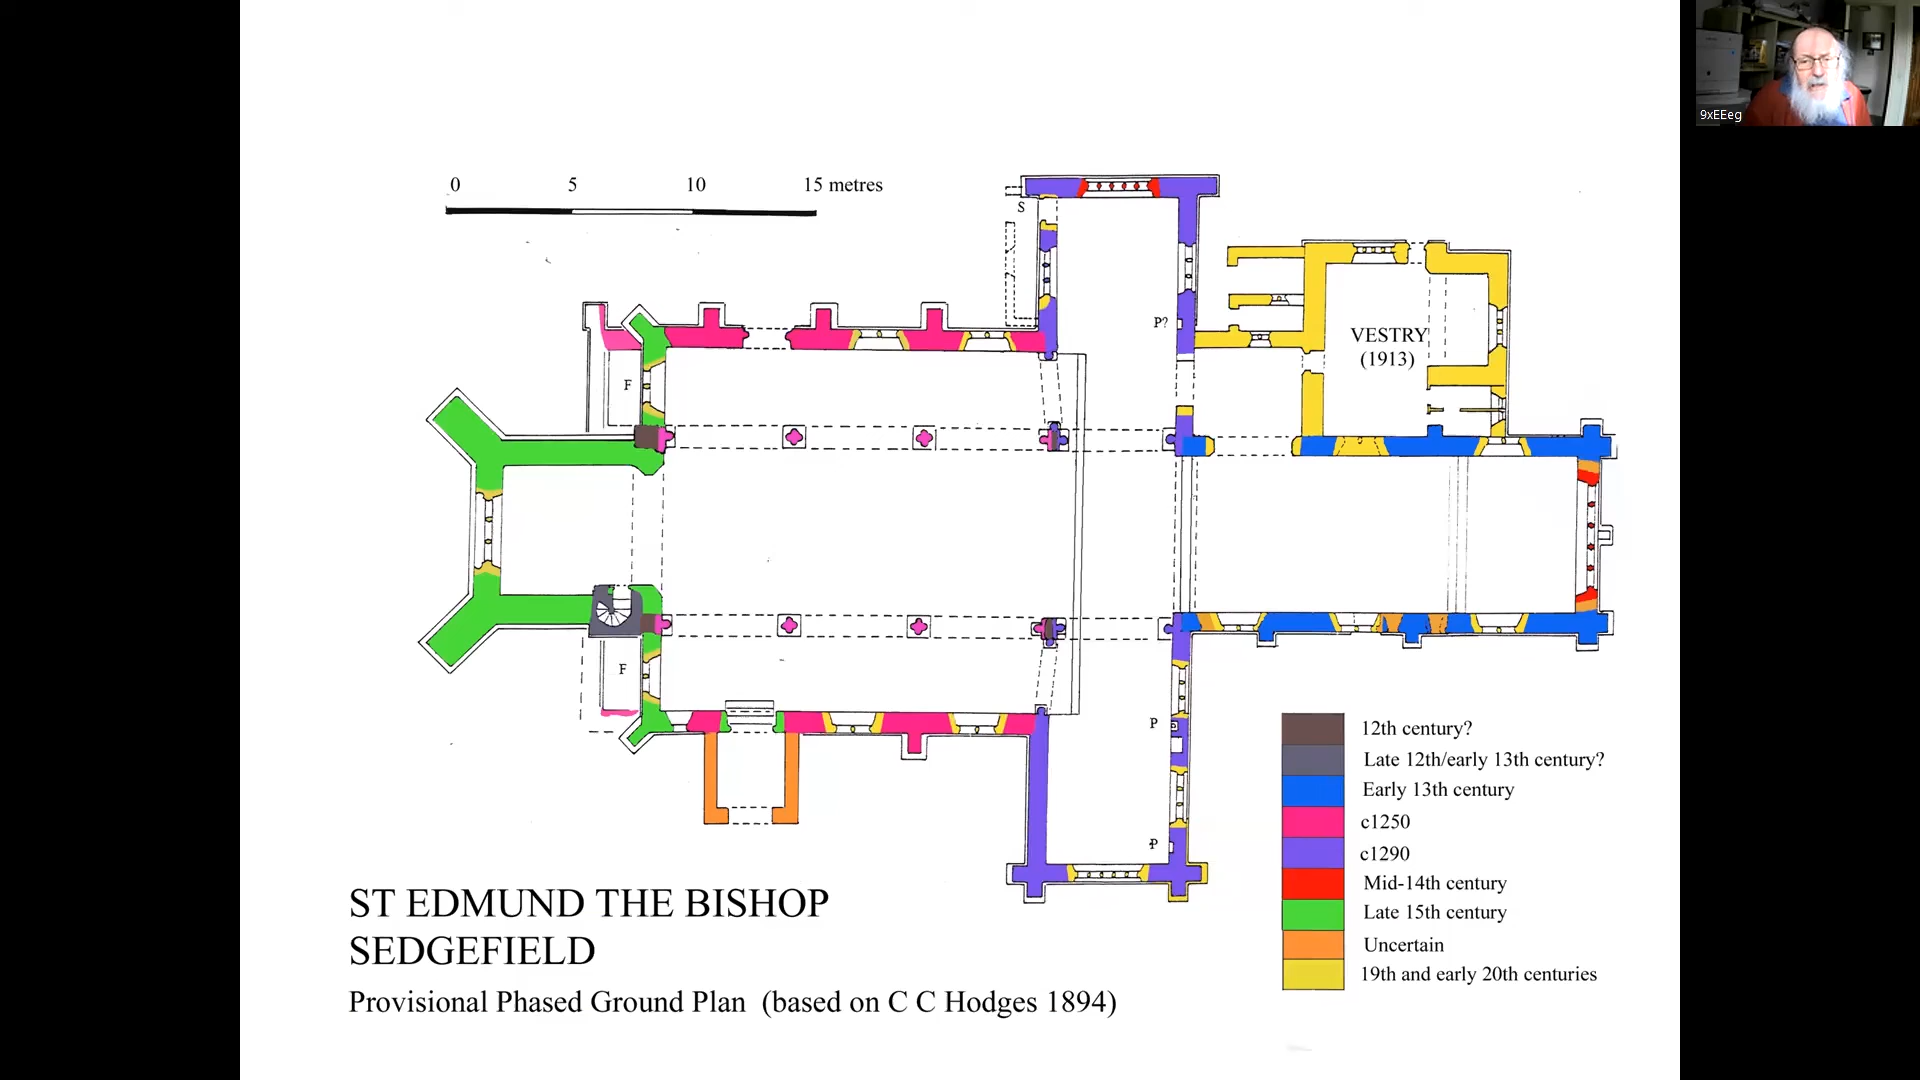 9xEEeg
0 5 10 15 metres
S
P?
VESTRY
(1913)
F
F
P
P
12th century?
Late 12th/early 13th century?
Early 13th century
c1250
c1290
Mid-14th century
Late 15th century
Uncertain
19th and early 20th centuries
ST EDMUND THE BISHOP
SEDGEFIELD
Provisional Phased Ground Plan (based on C C Hodges 1894)